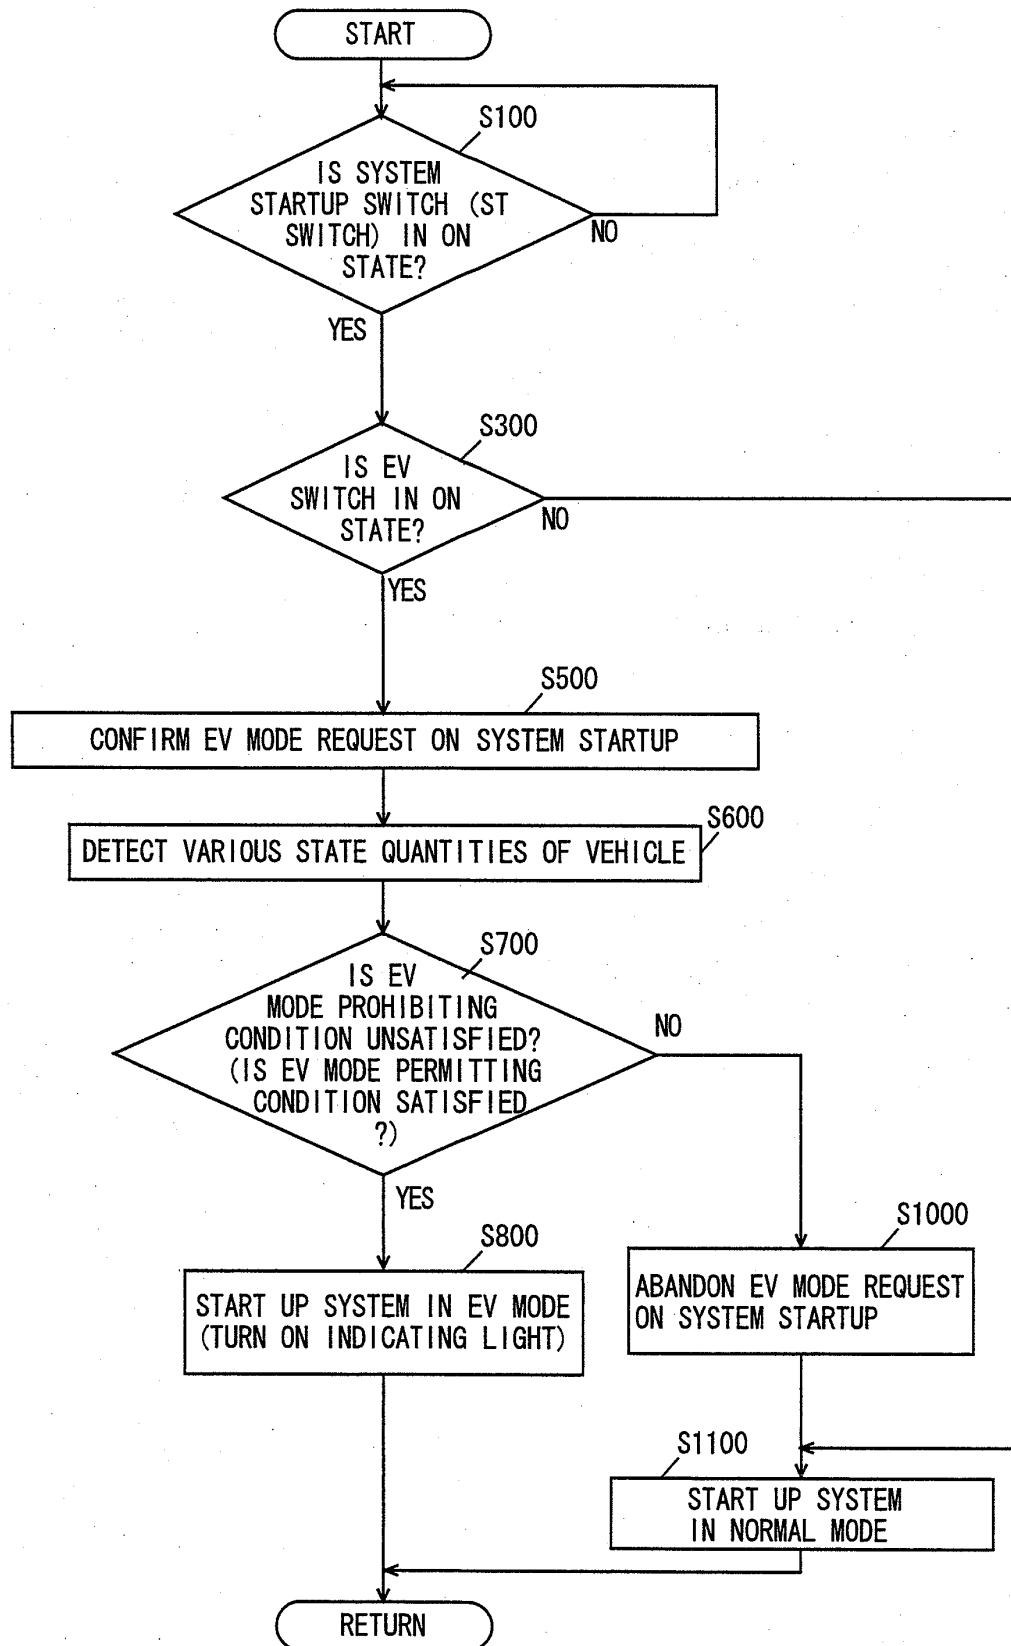 START
S100
IS SYSTEM
STARTUP SWITCH (ST
SWITCH) IN ON
STATE?
NO
YES
S300
IS EV
SWITCH IN ON
STATE?
NO
YES
S500
CONFIRM EV MODE REQUEST ON SYSTEM STARTUP
S600
DETECT VARIOUS STATE QUANTITIES OF VEHICLE
S700
IS EV
MODE PROHIBITING
CONDITION UNSATISFIED?
(IS EV MODE PERMITTING
CONDITION SATISFIED
?)
NO
YES
S800
START UP SYSTEM IN EV MODE
(TURN ON INDICATING LIGHT)
S1000
ABANDON EV MODE REQUEST
ON SYSTEM STARTUP
S1100
START UP SYSTEM
IN NORMAL MODE
RETURN